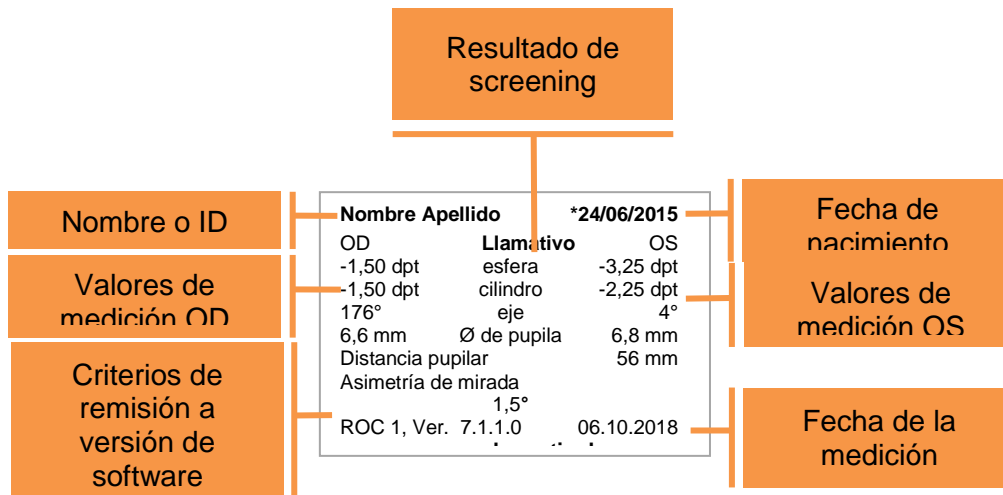 Resultado de
screening
Nombre o ID
Valores de
medición OD
Criterios de
remisión a
versión de
software
Nombre Apellido *24/06/2015
OD Llamativo OS
-1,50 dpt esfera -3,25 dpt
-1,50 dpt cilindro -2,25 dpt
176° eje 4°
6,6 mm Ø de pupila 6,8 mm
Distancia pupilar 56 mm
Asimetría de mirada
1,5°
ROC 1, Ver. 7.1.1.0 06.10.2018
Fecha de
nacimiento
Valores de
medición OS
Fecha de la
medición